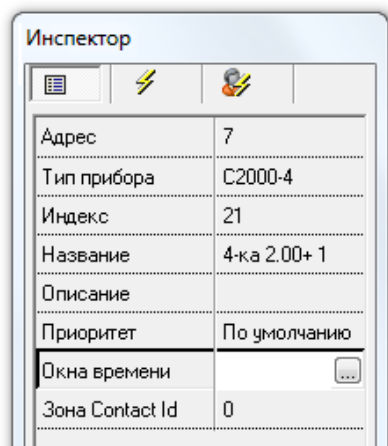 Инспектор
Адрес 7
Тип прибора С2000-4
Индекс 21
Название 4-ка 2.00+ 1
Описание
Приоритет По умолчанию
Окна времени ...
Зона Contact Id 0